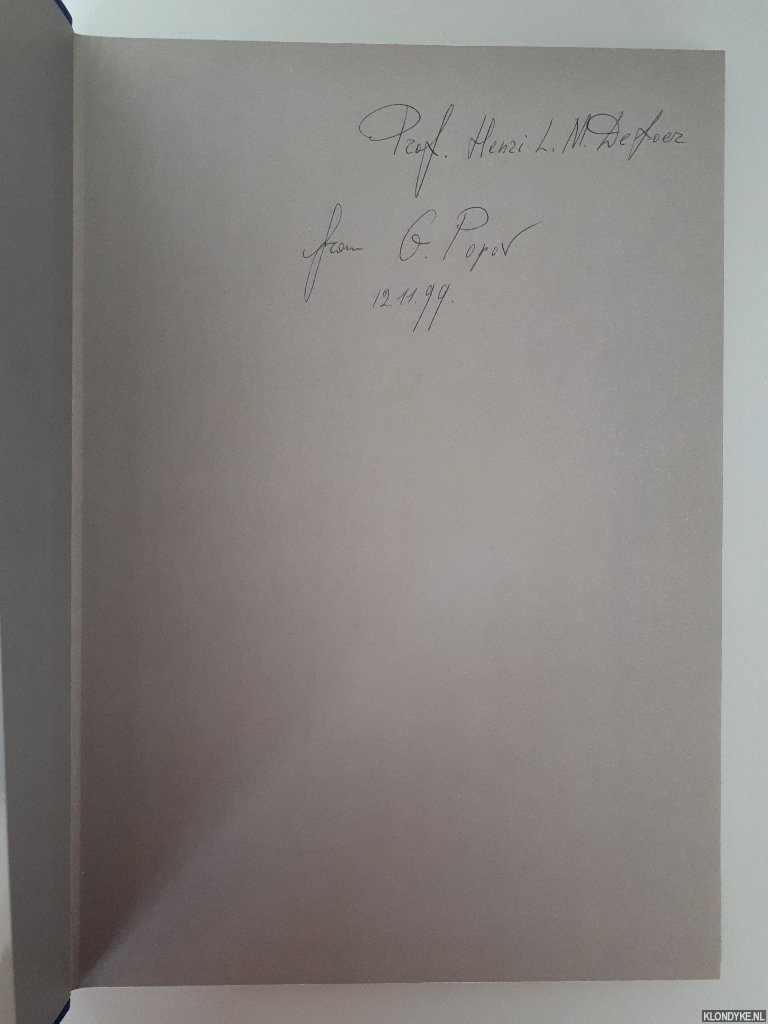 Prof. Henri L. M. Defoer
from G. Popov
12.11.99.
KLONDYKE.NL